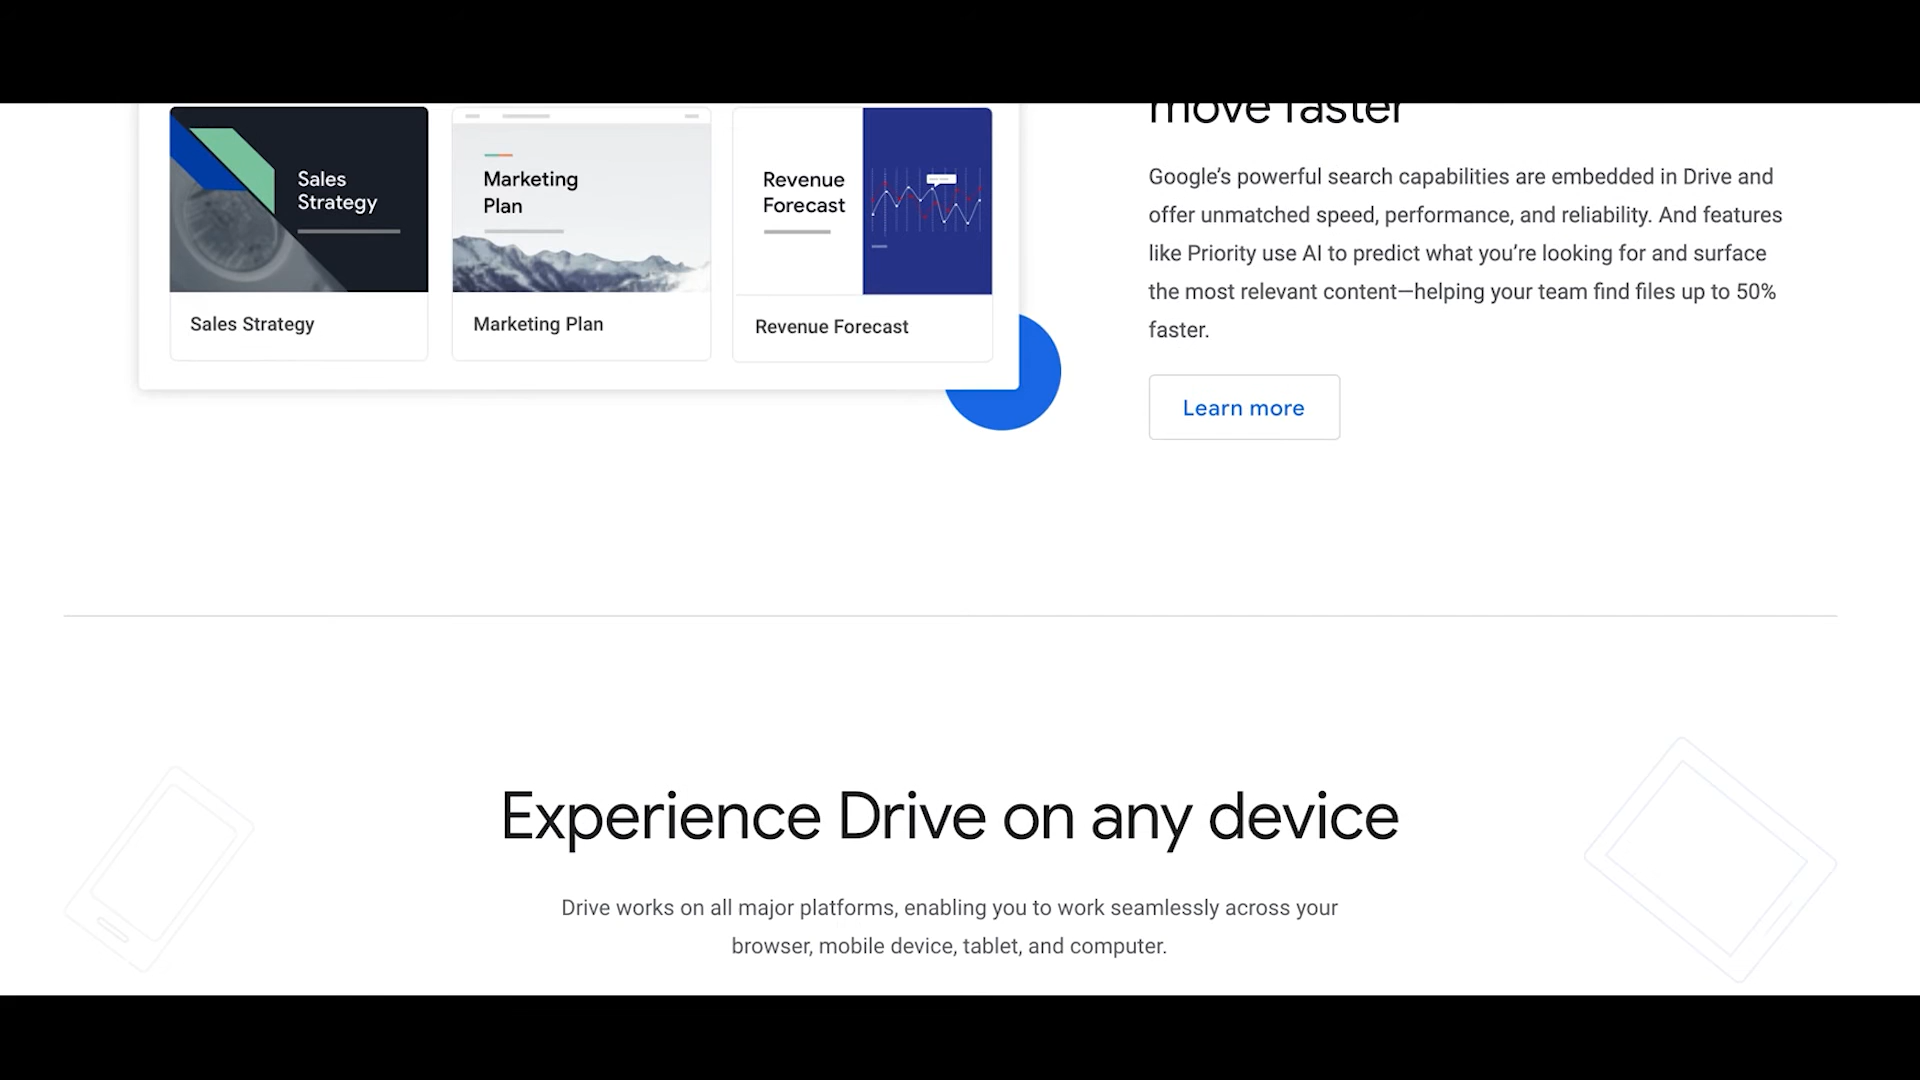 move faster
Sales
Strategy
Marketing
Plan
Revenue
Forecast
Sales Strategy
Marketing Plan
Revenue Forecast
Google’s powerful search capabilities are embedded in Drive and
offer unmatched speed, performance, and reliability. And features
like Priority use AI to predict what you’re looking for and surface
the most relevant content—helping your team find files up to 50%
faster.
Learn more
Experience Drive on any device
Drive works on all major platforms, enabling you to work seamlessly across your
browser, mobile device, tablet, and computer.